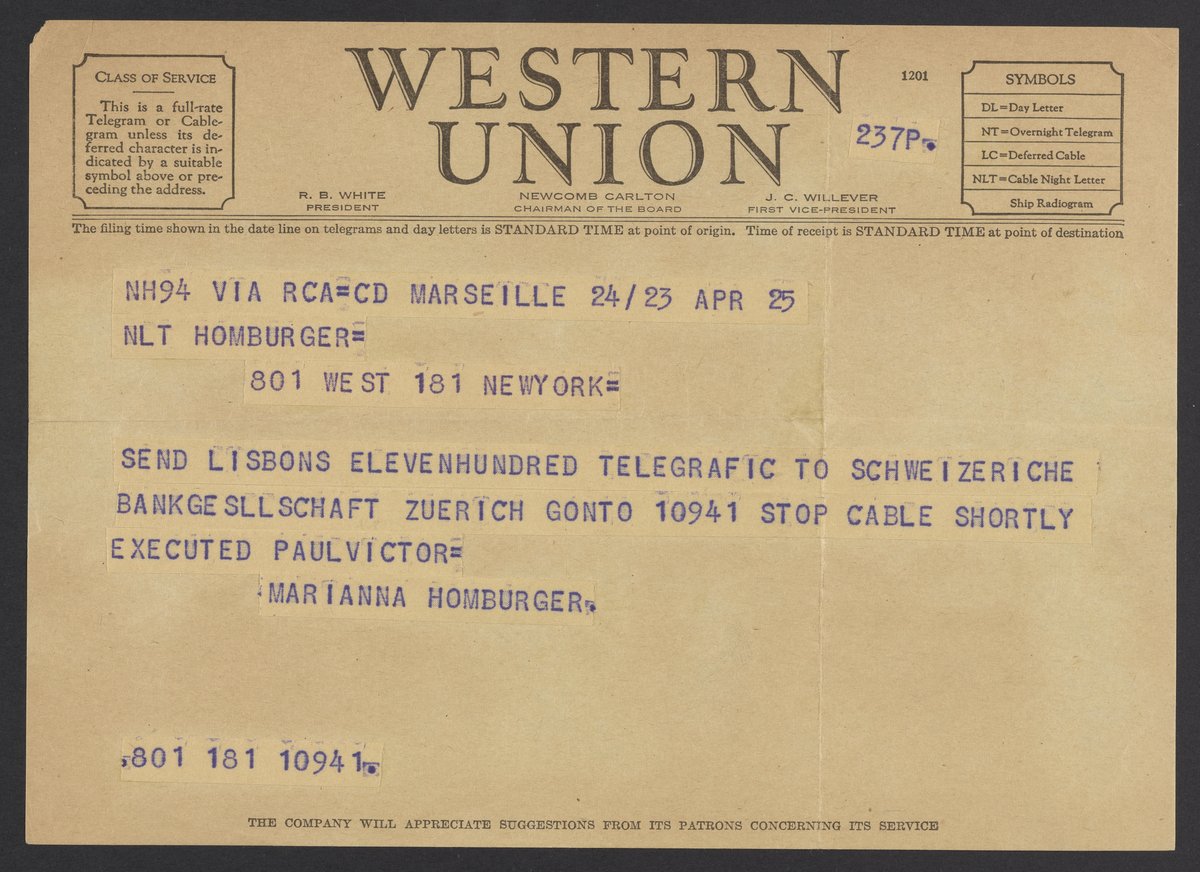 CLASS OF SERVICE
This is a full-rate
Telegram or Cable-
gram unless its de-
ferred character is in-
dicated by a suitable
symbol above or pre-
ceding the address.
WESTERN
UNION
1201
237P.
SYMBOLS
DL=Day Letter
NT=Overnight Telegram
LC=Deferred Cable
NLT=Cable Night Letter
Ship Radiogram
R. B. WHITE
PRESIDENT
NEWCOMB CARLTON
CHAIRMAN OF THE BOARD
J. C. WILLEVER
FIRST VICE-PRESIDENT
The filing time shown in the date line on telegrams and day letters is STANDARD TIME at point of origin. Time of receipt is STANDARD TIME at point of destination
NH94 VIA RCA=CD MARSEILLE 24/23 APR 25
NLT HOMBURGER=
801 WEST 181 NEWYORK=
SEND LISBONS ELEVENHUNDRED TELEGRAFIC TO SCHWEIZERICHE
BANKGESLLSCHAFT ZUERICH GONTO 10941 STOP CABLE SHORTLY
EXECUTED PAULVICTOR=
MARIANNA HOMBURGER.
801 181 10941.
THE COMPANY WILL APPRECIATE SUGGESTIONS FROM ITS PATRONS CONCERNING ITS SERVICE